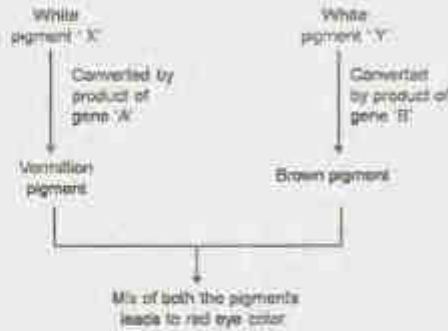 White
pigment 'X'
Converted by
product of
gene 'A'
Vermillion
pigment
White
pigment 'Y'
Converted
by product of
gene 'B'
Brown pigment
Mix of both the pigments
leads to red eye color